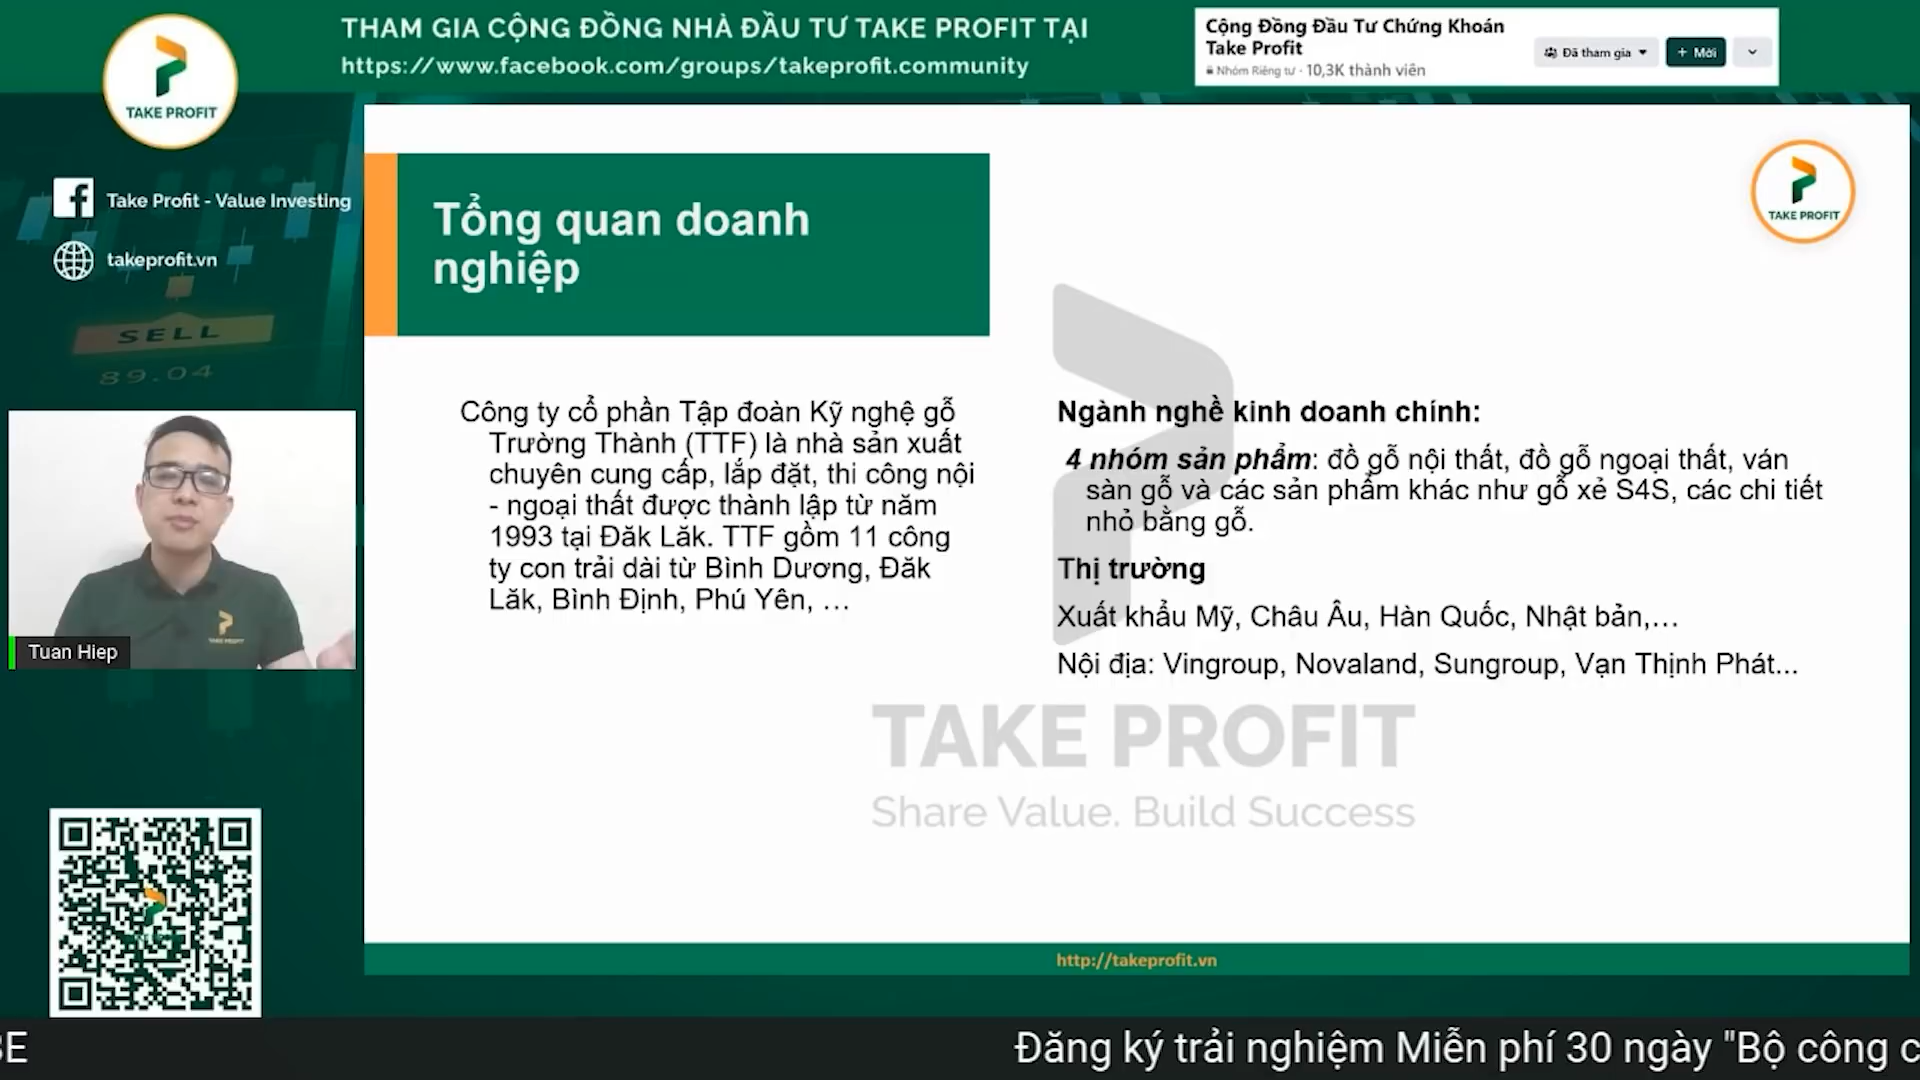 THAM GIA CỘNG ĐỒNG NHÀ ĐẦU TƯ TAKE PROFIT TẠI
https://www.facebook.com/groups/takeprofit.community
Cộng Đồng Đầu Tư Chứng Khoán
Take Profit
Nhóm Riêng tư · 10,3K thành viên
Đã tham gia
+ Mời
TAKE PROFIT
Take Profit - Value Investing
takeprofit.vn
SELL
89.04
Tổng quan doanh
nghiệp
TAKE PROFIT
Công ty cổ phần Tập đoàn Kỹ nghệ gỗ
Trường Thành (TTF) là nhà sản xuất
chuyên cung cấp, lắp đặt, thi công nội
- ngoại thất được thành lập từ năm
1993 tại Đăk Lăk. TTF gồm 11 công
ty con trải dài từ Bình Dương, Đăk
Lăk, Bình Định, Phú Yên, …
Ngành nghề kinh doanh chính:
4 nhóm sản phẩm: đồ gỗ nội thất, đồ gỗ ngoại thất, ván
sàn gỗ và các sản phẩm khác như gỗ xẻ S4S, các chi tiết
nhỏ bằng gỗ.
Thị trường
Xuất khẩu Mỹ, Châu Âu, Hàn Quốc, Nhật bản,…
Nội địa: Vingroup, Novaland, Sungroup, Vạn Thịnh Phát...
TAKE PROFIT
Share Value. Build Success
TAKE PROFIT
Tuan Hiep
http://takeprofit.vn
Đăng ký trải nghiệm Miễn phí 30 ngày "Bộ công c